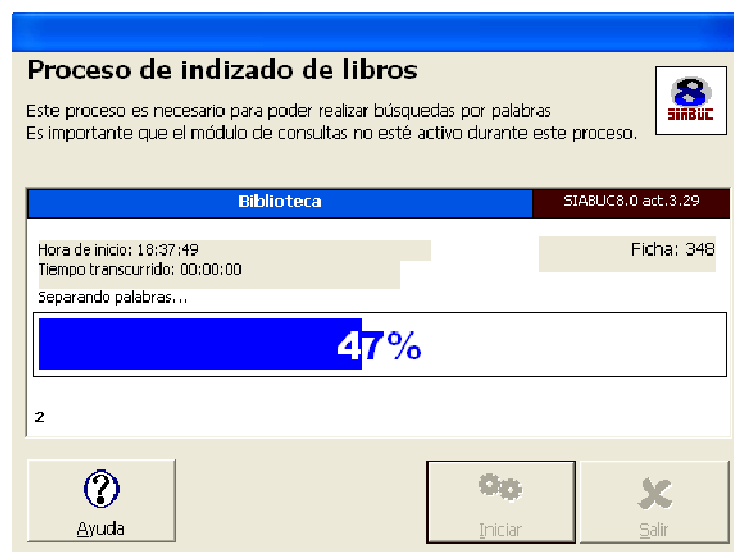 Proceso de indizado de libros
Este proceso es necesario para poder realizar búsquedas por palabras
Es importante que el módulo de consultas no esté activo durante este proceso.
8
SIABUC
Biblioteca
SIABUC8.0 act.3.29
Hora de inicio: 18:37:49
Ficha: 348
Tiempo transcurrido: 00:00:00
Separando palabras...
47%
2
Ayuda
Iniciar
Salir